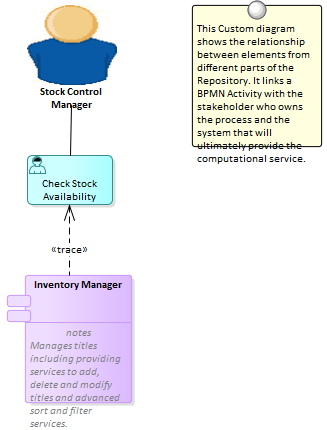 Stock Control
Manager
Check Stock
Availability
«trace»
Inventory Manager
notes
Manages titles
including providing
services to add,
delete and modify
titles and advanced
sort and filter
services.
This Custom diagram
shows the relationship
between elements from
different parts of the
Repository. It links a
BPMN Activity with the
stakeholder who owns
the process and the
system that will
ultimately provide the
computational service.